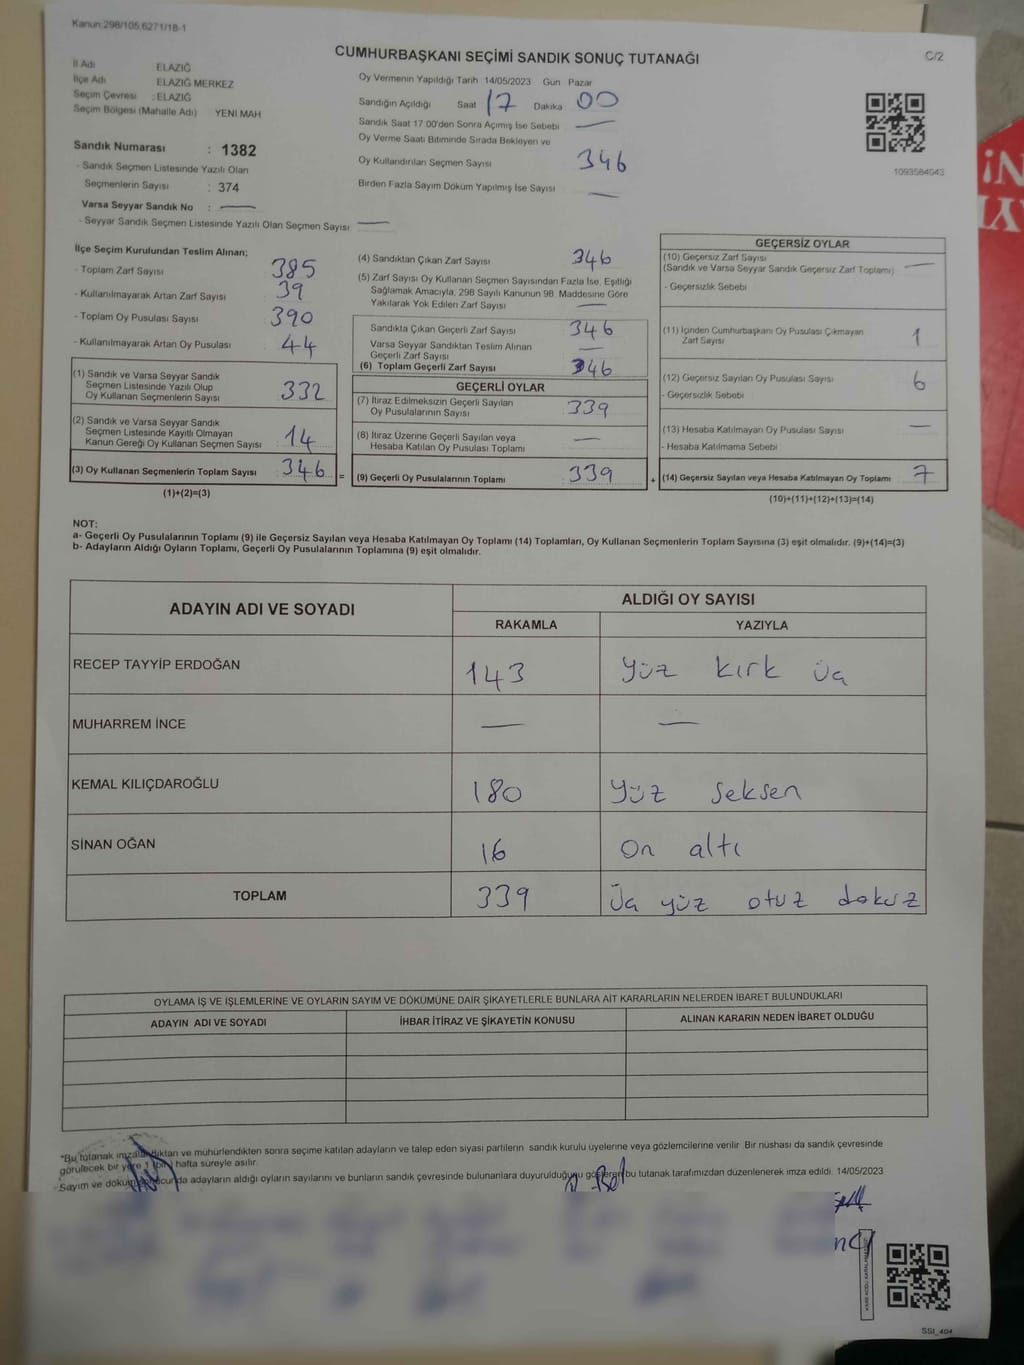 Kanun:298/105,6271/18-1
CUMHURBAŞKANI SEÇİMİ SANDIK SONUÇ TUTANAĞI
C/2
İl Adı ELAZIĞ
İlçe Adı ELAZIĞ MERKEZ
Seçim Çevresi : ELAZIĞ
Seçim Bölgesi (Mahalle Adı) YENİ MAH
Sandık Numarası : 1382
- Sandık Seçmen Listesinde Yazılı Olan
Seçmenlerin Sayısı : 374
Varsa Seyyar Sandık No : —
- Seyyar Sandık Seçmen Listesinde Yazılı Olan Seçmen Sayısı: —
Oy Vermenin Yapıldığı Tarih 14/05/2023 Gün Pazar
Sandığın Açıldığı Saat 17 Dakika 00
Sandık Saat 17:00'den Sonra Açımış İse Sebebi —
Oy Verme Saati Bitiminde Sırada Bekleyen ve
Oy Kullandırılan Seçmen Sayısı 346
Birden Fazla Sayım Döküm Yapılmış İse Sayısı —
1093584043
İlçe Seçim Kurulundan Teslim Alınan;
- Toplam Zarf Sayısı 385
- Kullanılmayarak Artan Zarf Sayısı 39
- Toplam Oy Pusulası Sayısı 390
- Kullanılmayarak Artan Oy Pusulası 44
(1) Sandık ve Varsa Seyyar Sandık
Seçmen Listesinde Yazılı Olup
Oy Kullanan Seçmenlerin Sayısı 332
(2) Sandık ve Varsa Seyyar Sandık
Seçmen Listesinde Kayıtlı Olmayan
Kanun Gereği Oy Kullanan Seçmen Sayısı 14
(3) Oy Kullanan Seçmenlerin Toplam Sayısı 346 =
(1)+(2)=(3)
(4) Sandıktan Çıkan Zarf Sayısı 346
(5) Zarf Sayısı Oy Kullanan Seçmen Sayısından Fazla İse, Eşitliği
Sağlamak Amacıyla, 298 Sayılı Kanunun 98. Maddesine Göre
Yakılarak Yok Edilen Zarf Sayısı —
Sandıkta Çıkan Geçerli Zarf Sayısı 346
Varsa Seyyar Sandıktan Teslim Alınan
Geçerli Zarf Sayısı —
(6) Toplam Geçerli Zarf Sayısı 346
GEÇERLİ OYLAR
(7) İtiraz Edilmeksizin Geçerli Sayılan
Oy Pusulalarının Sayısı 339
(8) İtiraz Üzerine Geçerli Sayılan veya
Hesaba Katılan Oy Pusulası Toplamı —
(9) Geçerli Oy Pusulalarının Toplamı 339 +
GEÇERSİZ OYLAR
(10) Geçersiz Zarf Sayısı
(Sandık ve Varsa Seyyar Sandık Geçersiz Zarf Toplamı) —
- Geçersizlik Sebebi
(11) İçinden Cumhurbaşkanı Oy Pusulası Çıkmayan
Zarf Sayısı 1
(12) Geçersiz Sayılan Oy Pusulası Sayısı 6
- Geçersizlik Sebebi
(13) Hesaba Katılmayan Oy Pusulası Sayısı —
- Hesaba Katılmama Sebebi
(14) Geçersiz Sayılan veya Hesaba Katılmayan Oy Toplamı 7
(10)+(11)+(12)+(13)=(14)
NOT:
a- Geçerli Oy Pusulalarının Toplamı (9) ile Geçersiz Sayılan veya Hesaba Katılmayan Oy Toplamı (14) Toplamları, Oy Kullanan Seçmenlerin Toplam Sayısına (3) eşit olmalıdır. (9)+(14)=(3)
b- Adayların Aldığı Oyların Toplamı, Geçerli Oy Pusulalarının Toplamına (9) eşit olmalıdır.
ADAYIN ADI VE SOYADI
ALDIĞI OY SAYISI
RAKAMLA YAZIYLA
RECEP TAYYİP ERDOĞAN 143 yüz kırk üç
MUHARREM İNCE — —
KEMAL KILIÇDAROĞLU 180 yüz seksen
SİNAN OĞAN 16 on altı
TOPLAM 339 Üç yüz otuz dokuz
OYLAMA İŞ VE İŞLEMLERİNE VE OYLARIN SAYIM VE DÖKÜMÜNE DAİR ŞİKAYETLERLE BUNLARA AİT KARARLARIN NELERDEN İBARET BULUNDUKLARI
ADAYIN ADI VE SOYADI İHBAR İTİRAZ VE ŞİKAYETİN KONUSU ALINAN KARARIN NEDEN İBARET OLDUĞU
*Bu tutanak imzalandıktan ve mühürlendikten sonra seçime katılan adayların ve talep eden siyasi partilerin sandık kurulu üyelerine veya gözlemcilerine verilir. Bir nüshası da sandık çevresinde
görülecek bir yere 1 (bir) hafta süreyle asılır.
Sayım ve döküm sonucunda adayların aldığı oyların sayılarını ve bunların sandık çevresinde bulunanlara duyurulduğunu gösteren bu tutanak tarafımızdan düzenlenerek imza edildi. 14/05/2023
SSI_404